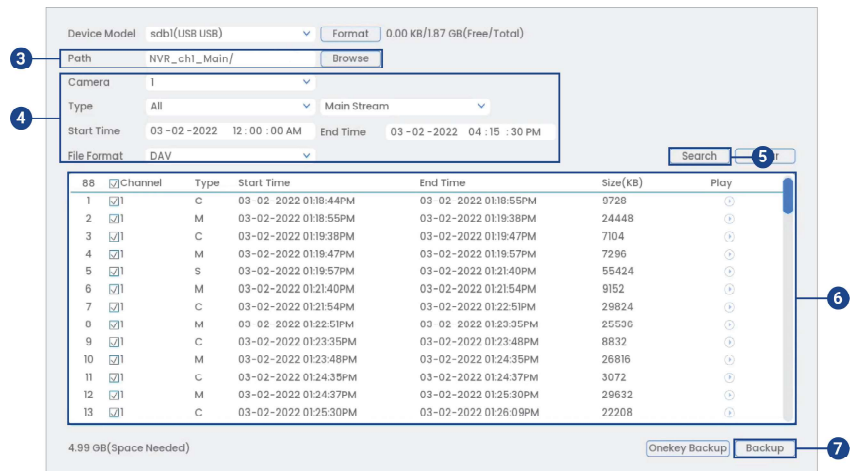 Device Model sdb1(USB USB) Format 0.00 KB/1.87 GB(Free/Total)
3 Path NVR_ch1_Main/ Browse
Camera 1
4 Type All Main Stream
Start Time 03-02-2022 12:00:00 AM End Time 03-02-2022 04:15:30 PM
File Format DAV Search 5
88 Channel Type Start Time End Time Size(KB) Play
1 1 C 03-02-2022 01:18:44PM 03-02-2022 01:18:55PM 9728
2 1 M 03-02-2022 01:18:55PM 03-02-2022 01:19:38PM 24448
3 1 C 03-02-2022 01:19:38PM 03-02-2022 01:19:47PM 7104
4 1 M 03-02-2022 01:19:47PM 03-02-2022 01:19:57PM 7296
5 1 S 03-02-2022 01:19:57PM 03-02-2022 01:21:40PM 55424
6 1 M 03-02-2022 01:21:40PM 03-02-2022 01:21:54PM 9152
7 1 C 03-02-2022 01:21:54PM 03-02-2022 01:22:51PM 29824
6
8 1 M 03-02-2022 01:22:51PM 03-02-2022 01:23:35PM 25536
9 1 C 03-02-2022 01:23:35PM 03-02-2022 01:23:48PM 8832
10 1 M 03-02-2022 01:23:48PM 03-02-2022 01:24:35PM 26816
11 1 C 03-02-2022 01:24:35PM 03-02-2022 01:24:37PM 3072
12 1 M 03-02-2022 01:24:37PM 03-02-2022 01:25:30PM 29632
13 1 C 03-02-2022 01:25:30PM 03-02-2022 01:26:09PM 22208
4.99 GB(Space Needed) Onekey Backup Backup 7